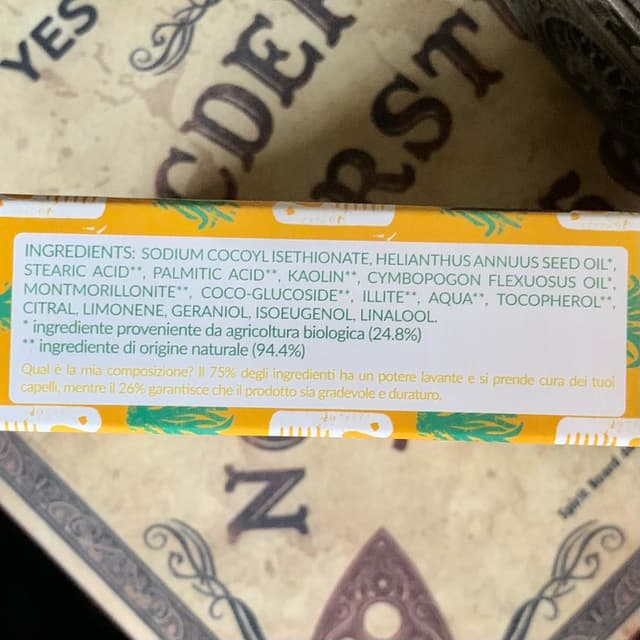 YES
INGREDIENTS: SODIUM COCOYL ISETHIONATE, HELIANTHUS ANNUUS SEED OIL*,
STEARIC ACID**, PALMITIC ACID**, KAOLIN**, CYMBOPOGON FLEXUOSUS OIL*,
MONTMORILLONITE**, COCO-GLUCOSIDE**, ILLITE**, AQUA**, TOCOPHEROL**,
CITRAL, LIMONENE, GERANIOL, ISOEUGENOL, LINALOOL.
* ingrediente proveniente da agricoltura biologica (24.8%)
** ingrediente di origine naturale (94.4%)
Qual è la mia composizione? Il 75% degli ingredienti ha un potere lavante e si prende cura dei tuoi
capelli, mentre il 26% garantisce che il prodotto sia gradevole e duraturo.
Spirit Board